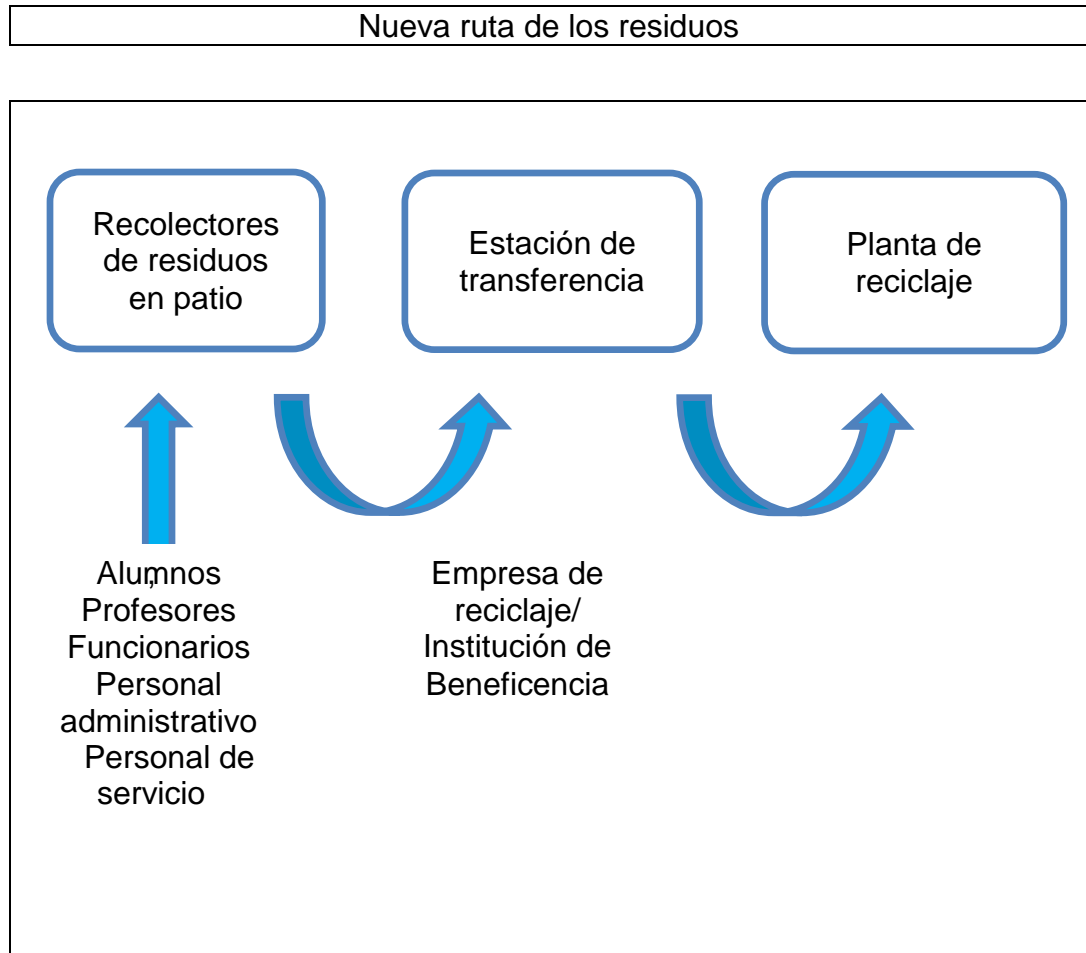 Nueva ruta de los residuos
Recolectores
de residuos
en patio
Estación de
transferencia
Planta de
reciclaje
Alumnos,
Profesores
Funcionarios
Personal
administrativo
Personal de
servicio
Empresa de
reciclaje/
Institución de
Beneficencia